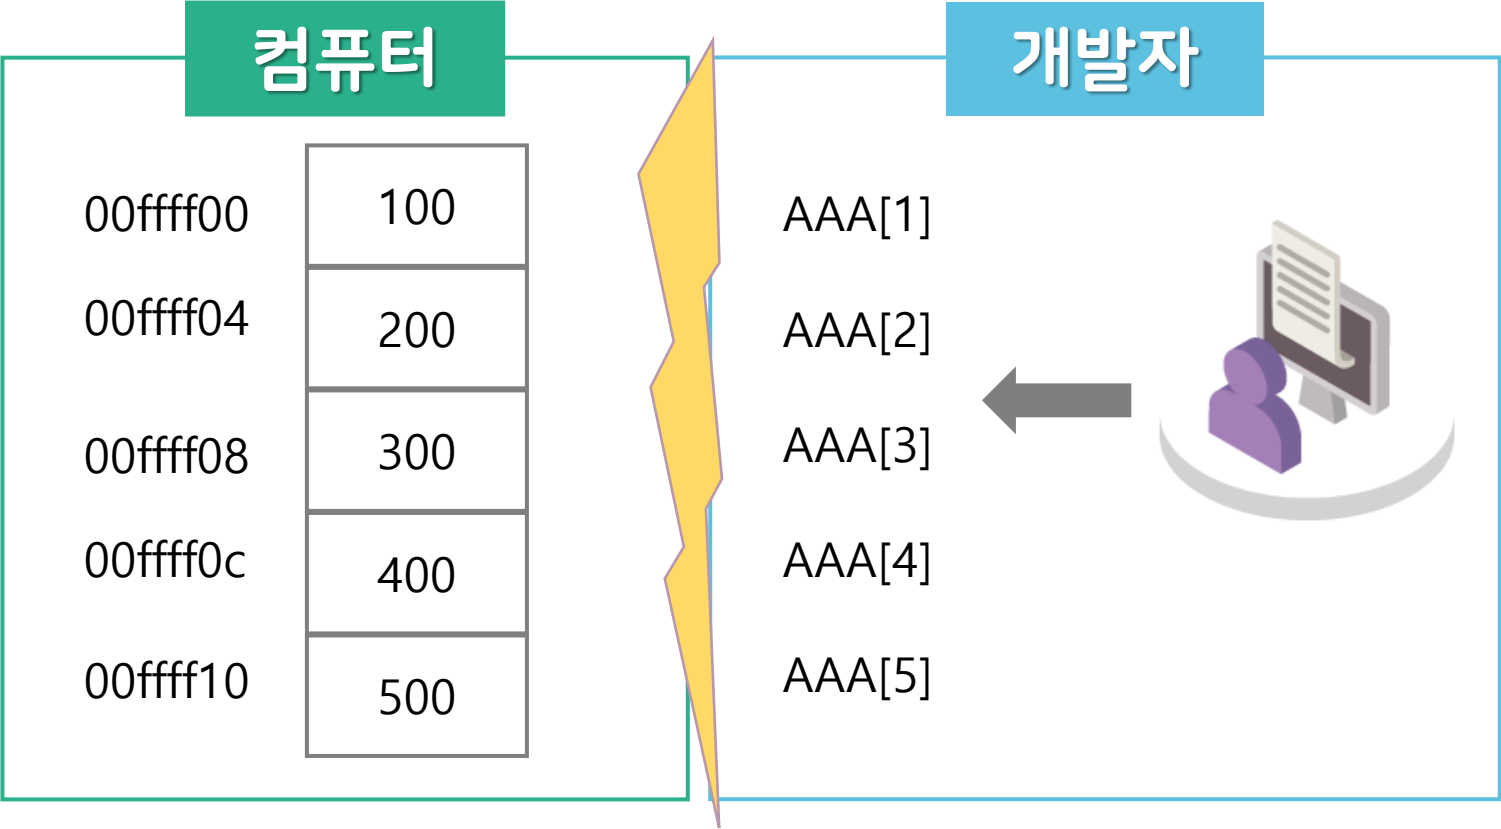 컴퓨터
00ffff00 100
00ffff04 200
00ffff08 300
00ffff0c 400
00ffff10 500
개발자
AAA[1]
AAA[2]
AAA[3]
AAA[4]
AAA[5]